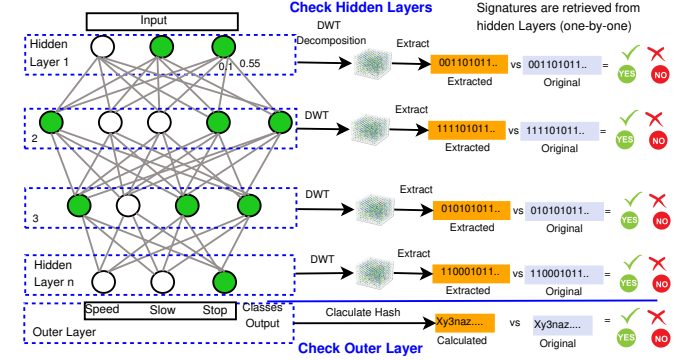 Check Hidden Layers
Signatures are retrieved from
hidden Layers (one-by-one)
Input
Hidden
Layer 1
0.1 0.55
DWT
Decomposition
Extract
001101011.. vs 001101011.. =
Extracted
Original
YES
NO
2
DWT
Extract
111101011.. vs 111101011.. =
Extracted
Original
YES
NO
3
DWT
Extract
010101011.. vs 010101011.. =
Extracted
Original
YES
NO
Hidden
Layer n
DWT
Extract
110001011.. vs 110001011.. =
Extracted
Original
YES
NO
Speed Slow Stop Classes
Output
Outer Layer
Claculate Hash
Xy3naz.... vs Xy3naz.... =
Calculated
Original
YES
NO
Check Outer Layer